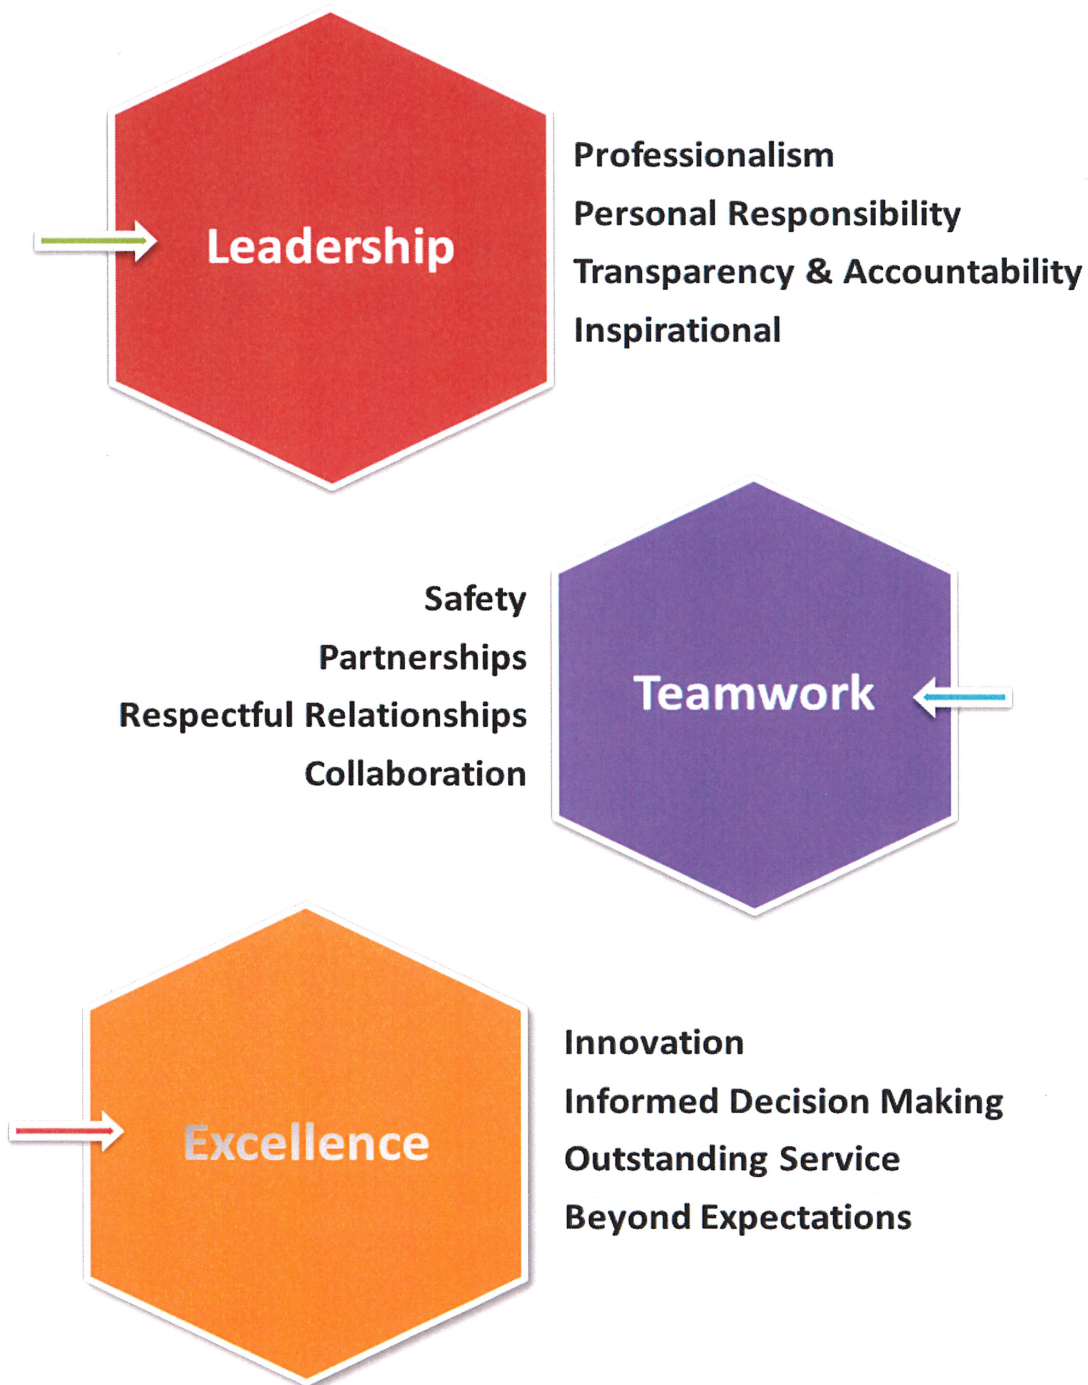 Leadership
Professionalism
Personal Responsibility
Transparency & Accountability
Inspirational
Safety
Partnerships
Respectful Relationships
Collaboration
Teamwork
Excellence
Innovation
Informed Decision Making
Outstanding Service
Beyond Expectations